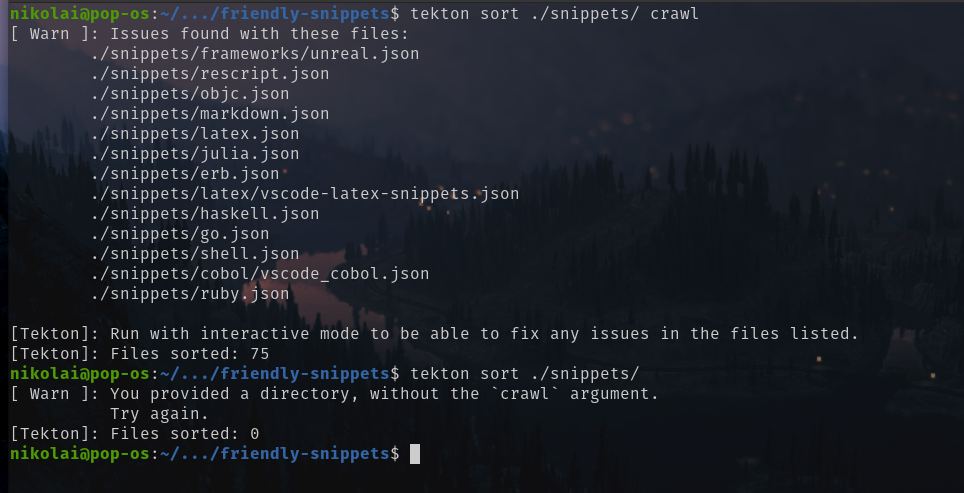 nikolai@pop-os:~/.../friendly-snippets$ tekton sort ./snippets/ crawl
[ Warn ]: Issues found with these files:
./snippets/frameworks/unreal.json
./snippets/rescript.json
./snippets/objc.json
./snippets/markdown.json
./snippets/latex.json
./snippets/julia.json
./snippets/erb.json
./snippets/latex/vscode-latex-snippets.json
./snippets/haskell.json
./snippets/go.json
./snippets/shell.json
./snippets/cobol/vscode_cobol.json
./snippets/ruby.json
[Tekton]: Run with interactive mode to be able to fix any issues in the files listed.
[Tekton]: Files sorted: 75
nikolai@pop-os:~/.../friendly-snippets$ tekton sort ./snippets/
[ Warn ]: You provided a directory, without the `crawl` argument.
Try again.
[Tekton]: Files sorted: 0
nikolai@pop-os:~/.../friendly-snippets$